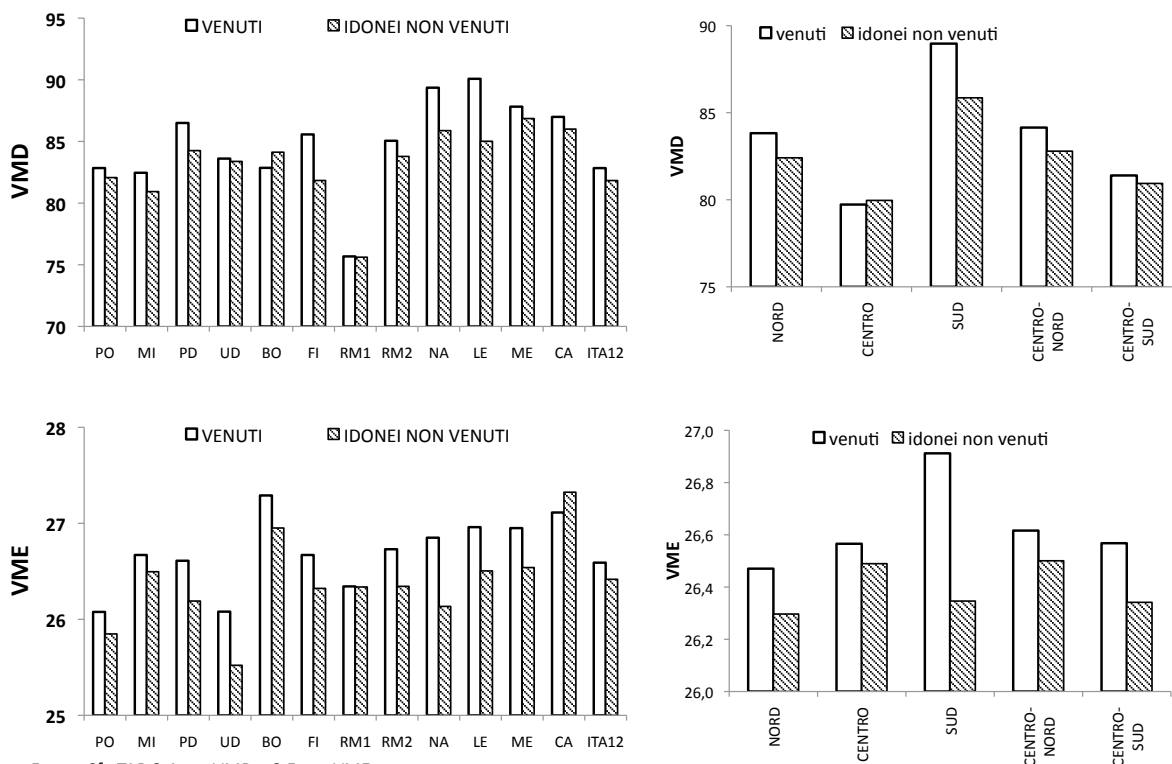 VENUTI IDONEI NON VENUTI
VMD
95
90
85
80
75
70
PO MI PD UD BO FI RM1 RM2 NA LE ME CA ITA12
venuti idonei non venuti
VMD
90
85
80
75
NORD
CENTRO
SUD
CENTRO-
NORD
CENTRO-
SUD
VENUTI IDONEI NON VENUTI
VME
28
27
26
25
PO MI PD UD BO FI RM1 RM2 NA LE ME CA ITA12
venuti idonei non venuti
VME
27,0
26,8
26,6
26,4
26,2
26,0
NORD
CENTRO
SUD
CENTRO-
NORD
CENTRO-
SUD